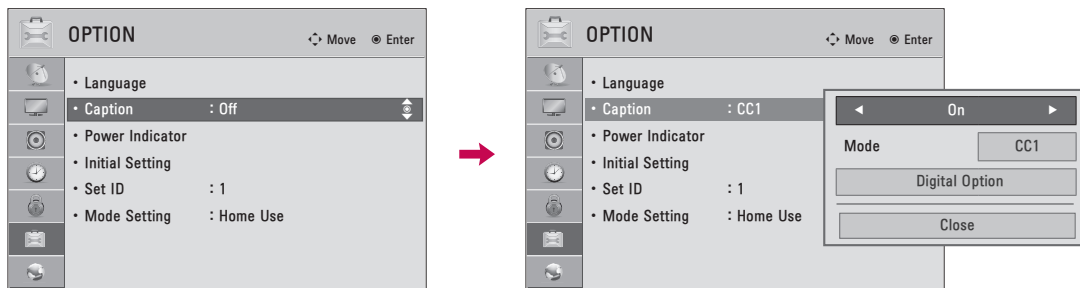 OPTION
Move Enter
• Language
• Caption : Off
• Power Indicator
• Initial Setting
• Set ID : 1
• Mode Setting : Home Use
OPTION
Move Enter
• Language
• Caption : CC1
• Power Indicator
• Initial Setting
• Set ID : 1
• Mode Setting : Home Use
◀ On ▶
Mode CC1
Digital Option
Close